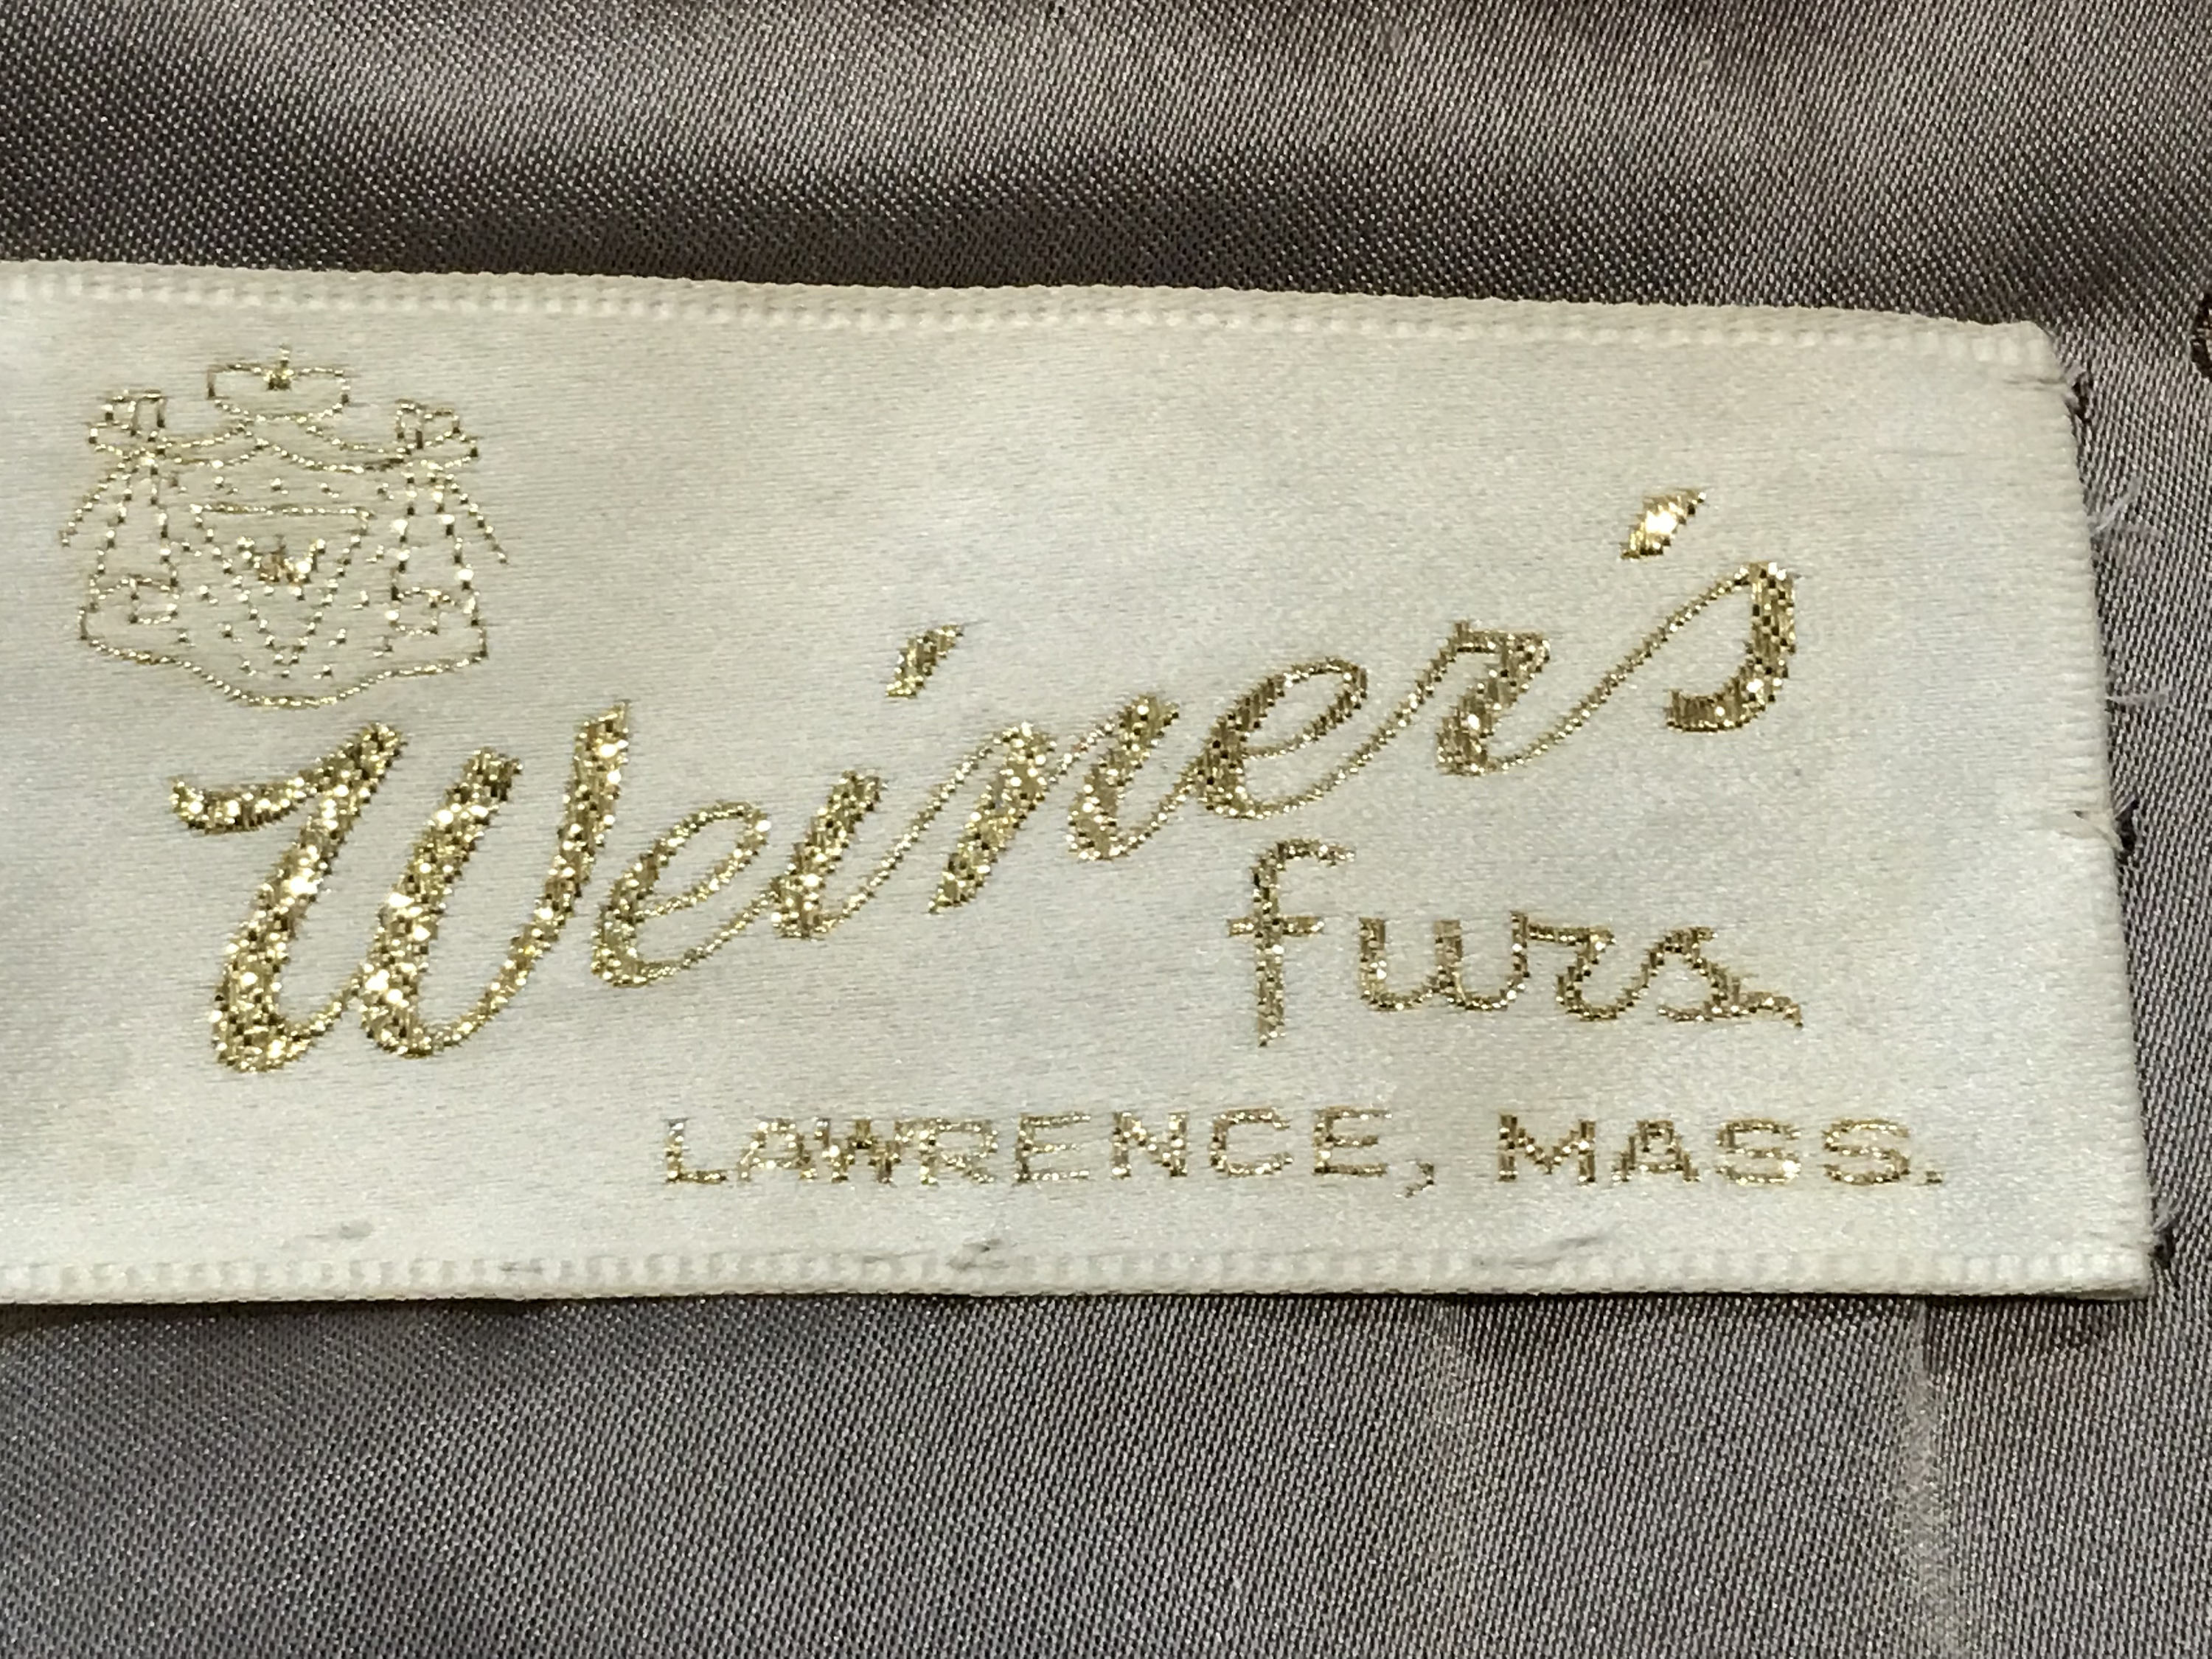 W
Weiner's
furs
LAWRENCE, MASS.